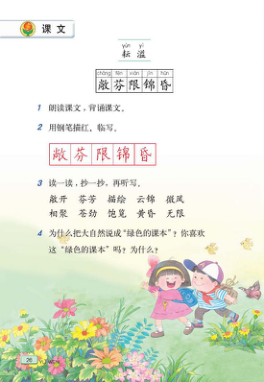 课文
yún yì
耘 溢
chǎng fēn xiàn jǐn hūn
敞芬限锦昏
1 朗读课文,背诵课文。
2 用钢笔描红,临写。
敞芬限锦昏
3 读一读,抄一抄,再听写。
敞开 芬芳 描绘 云锦 微风
相聚 苍劲 饱览 黄昏 无限
4 为什么把大自然说成“绿色的课本”?你喜欢
这“绿色的课本”吗?为什么?
26